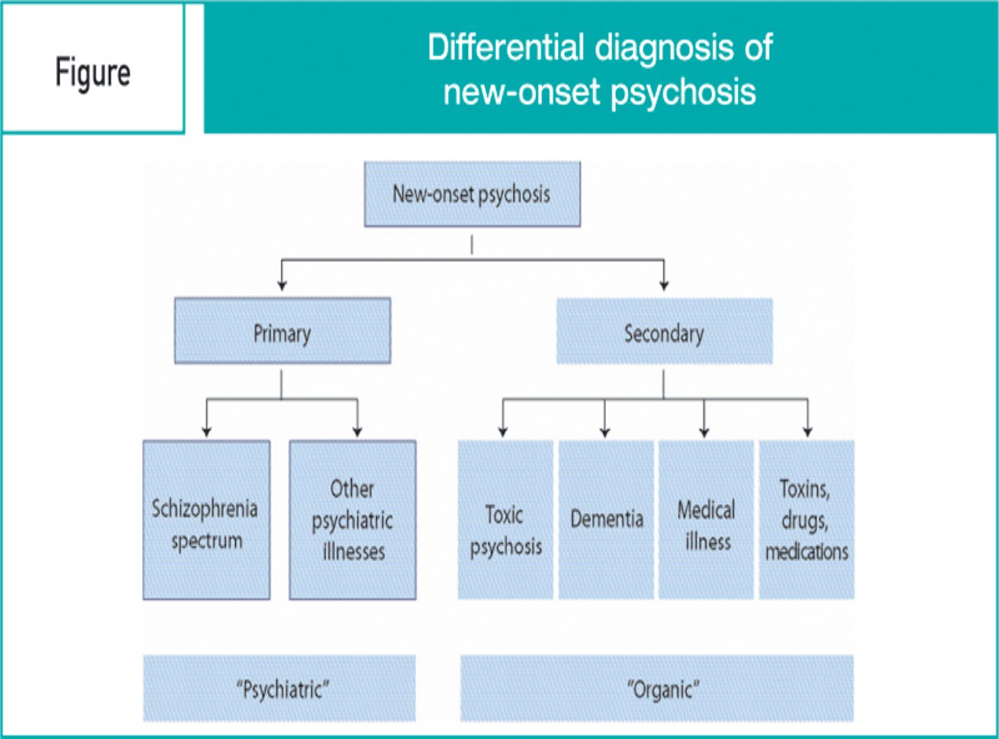 Figure
Differential diagnosis of
new-onset psychosis
New-onset psychosis
Primary
Secondary
Schizophrenia
spectrum
Other
psychiatric
illnesses
Toxic
psychosis
Dementia
Medical
illness
Toxins,
drugs,
medications
“Psychiatric”
”Organic”